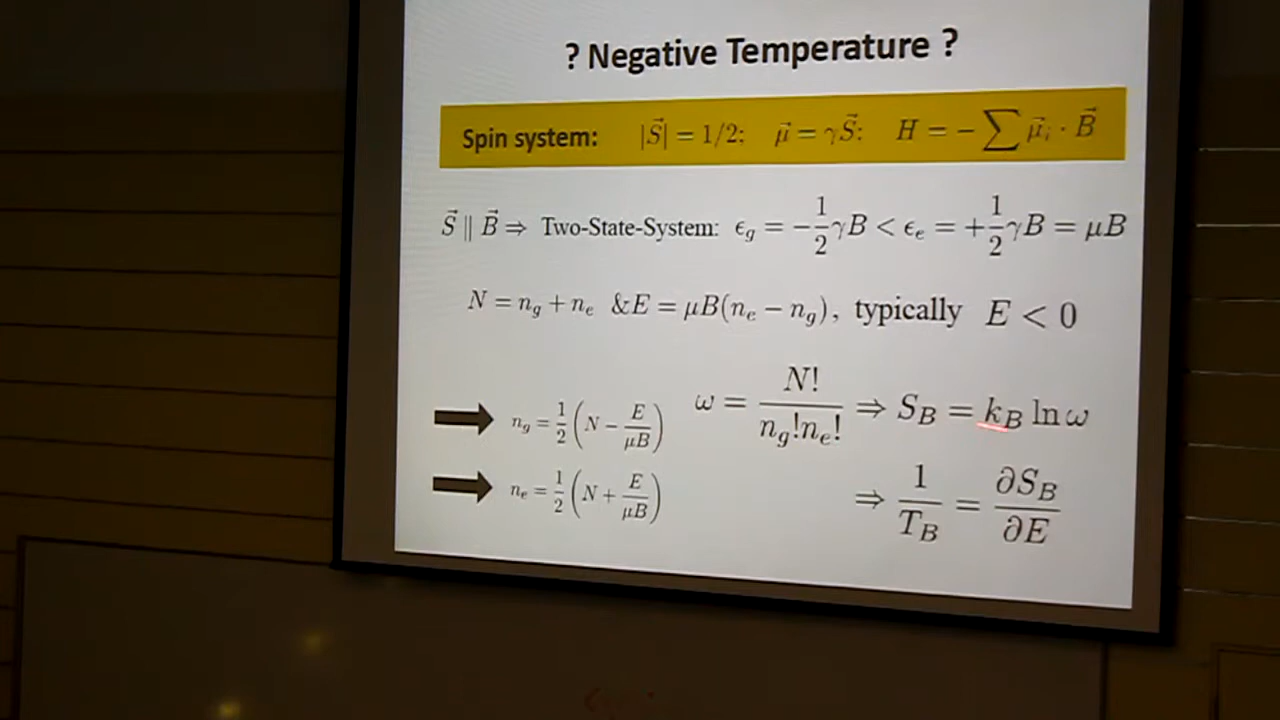 ? Negative Temperature ?
Spin system: |S⃗| = 1/2; μ⃗ = γS⃗: H = −∑ μ⃗ᵢ · B⃗
S⃗ ∥ B⃗ ⇒ Two-State-System: ϵ_g = −½γB < ϵ_e = +½γB = μB
N = n_g + n_e & E = μB(n_e − n_g), typically E < 0
n_g = ½(N − E/μB)
ω = N!/(n_g!n_e!) ⇒ S_B = k_B ln ω
n_e = ½(N + E/μB)
⇒ 1/T_B = ∂S_B/∂E